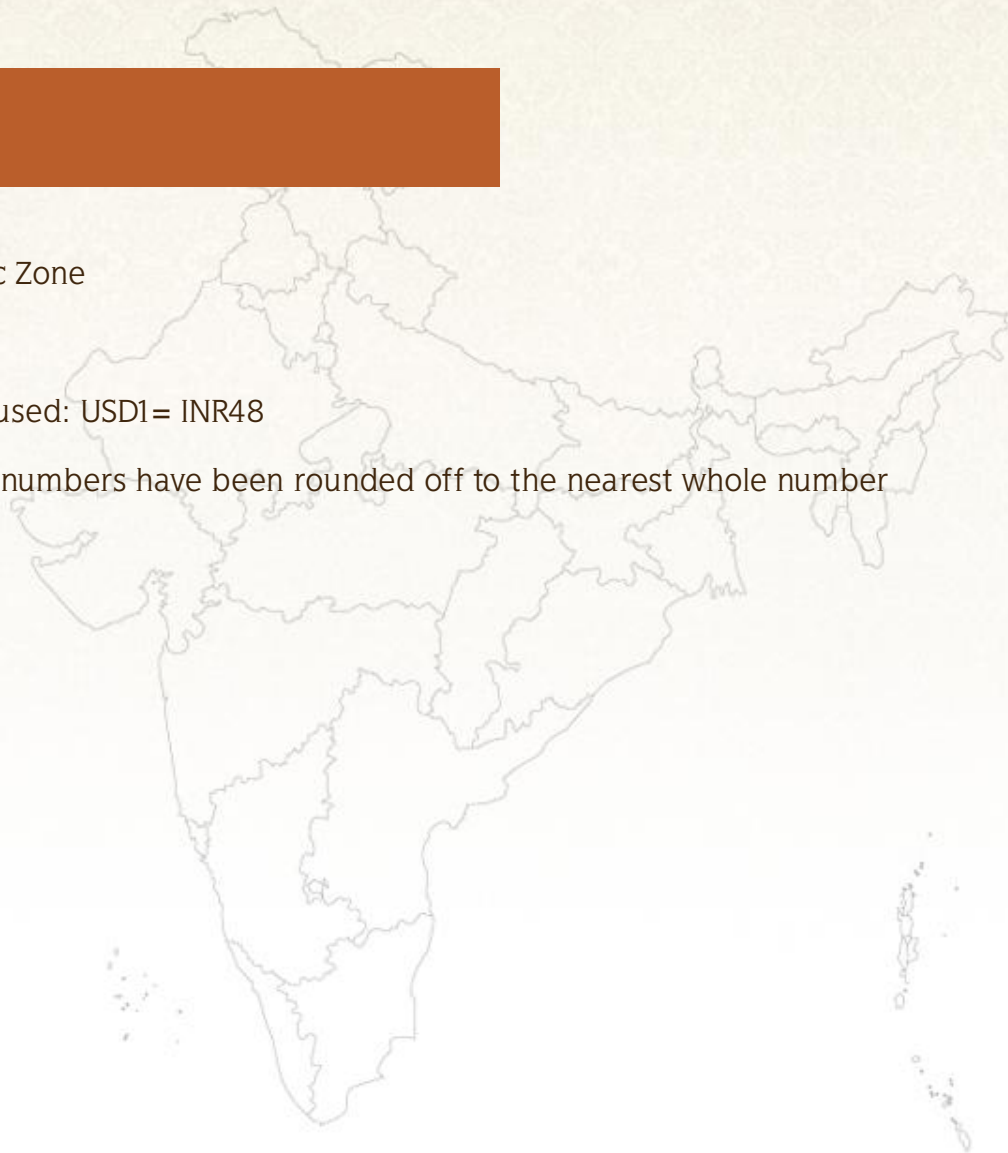 c Zone
used: USD1= INR48
numbers have been rounded off to the nearest whole number